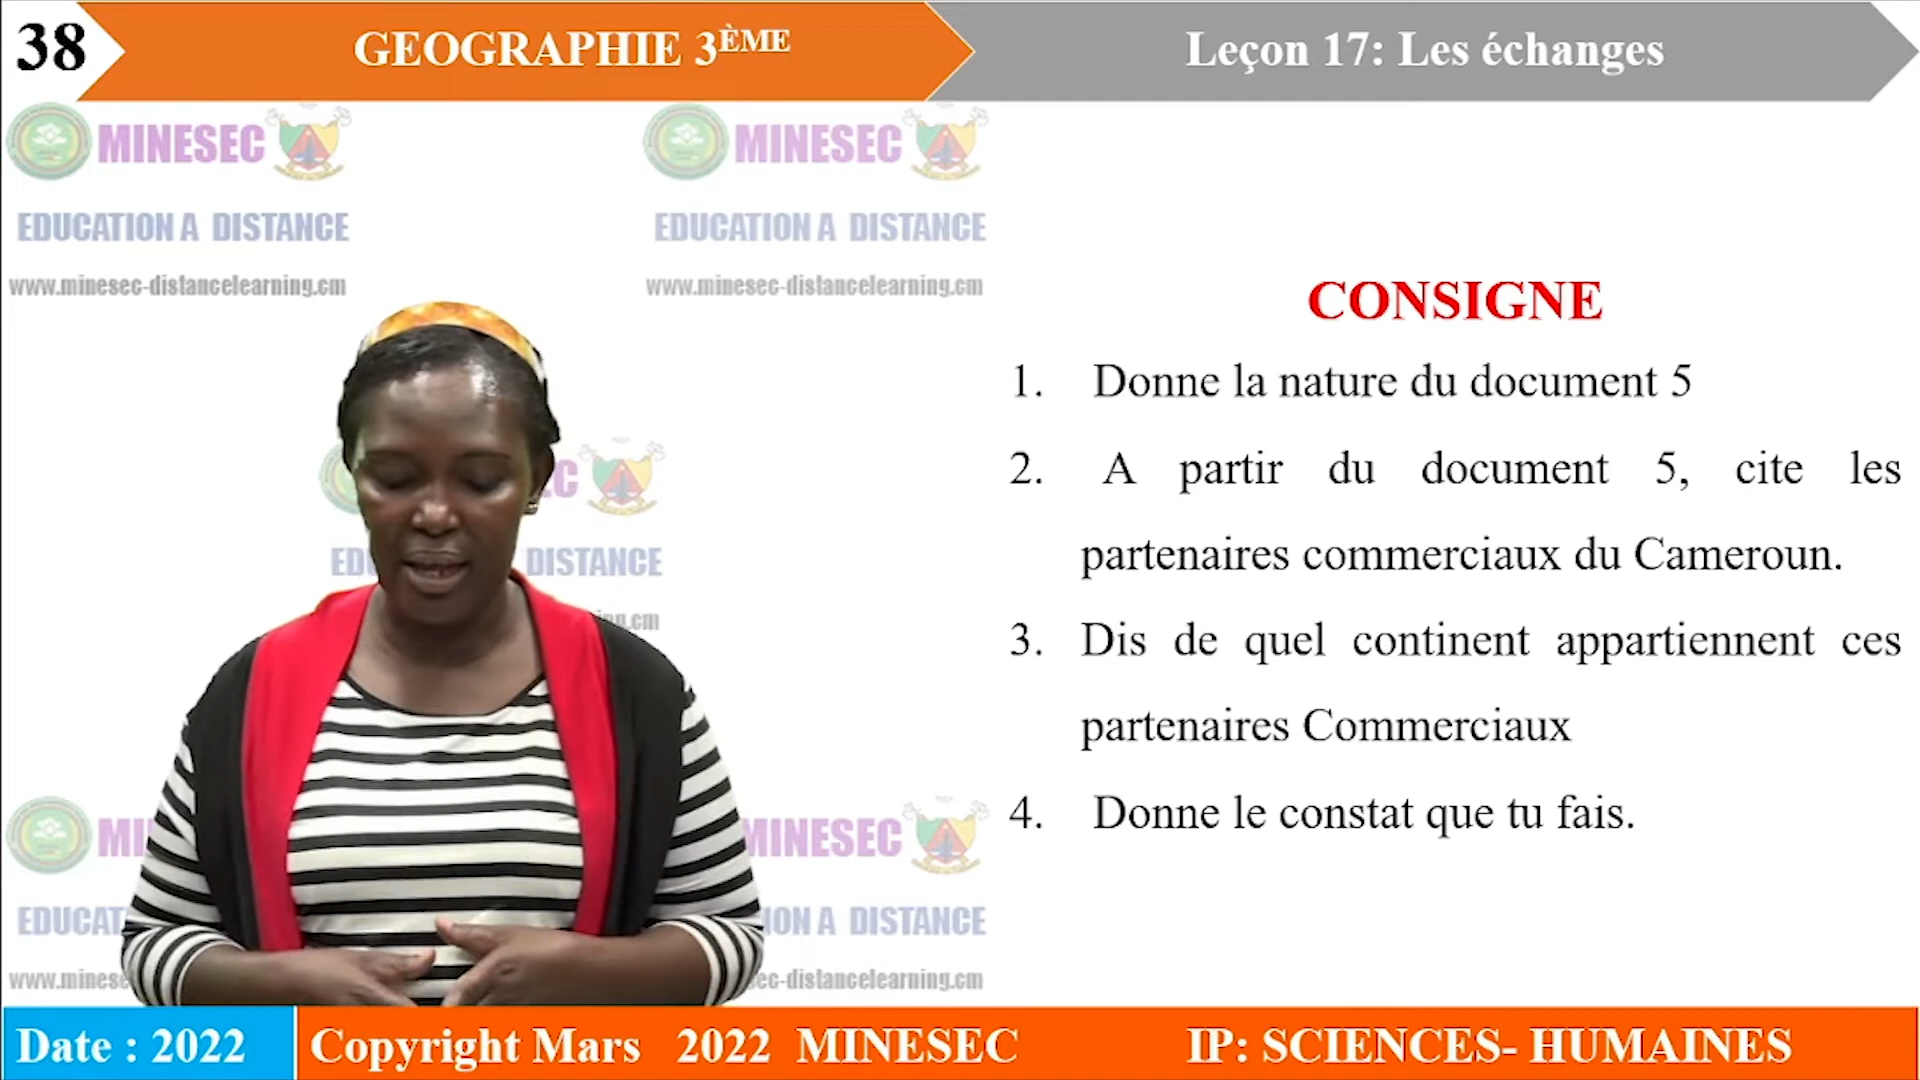 38
GEOGRAPHIE 3ÈME
Leçon 17: Les échanges
MINESEC
MINESEC
EDUCATION A DISTANCE
EDUCATION A DISTANCE
www.minesec-distancelearning.cm
www.minesec-distancelearning.cm
CONSIGNE
1. Donne la nature du document 5
2. A partir du document 5, cite les
partenaires commerciaux du Cameroun.
3. Dis de quel continent appartiennent ces
partenaires Commerciaux
4. Donne le constat que tu fais.
DISTANCE
MINESEC
DISTANCE
Date : 2022
Copyright Mars 2022 MINESEC
IP: SCIENCES- HUMAINES